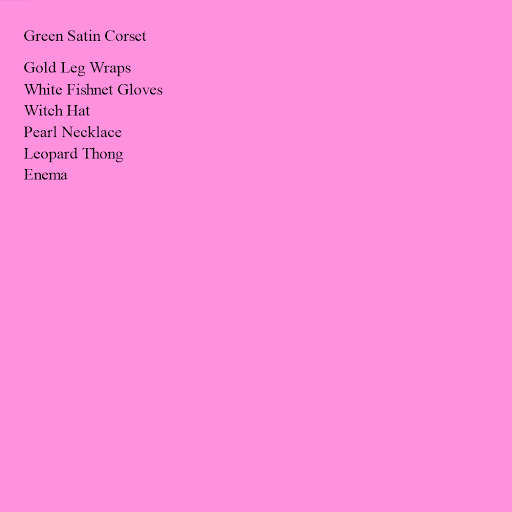 Green Satin Corset
Gold Leg Wraps
White Fishnet Gloves
Witch Hat
Pearl Necklace
Leopard Thong
Enema